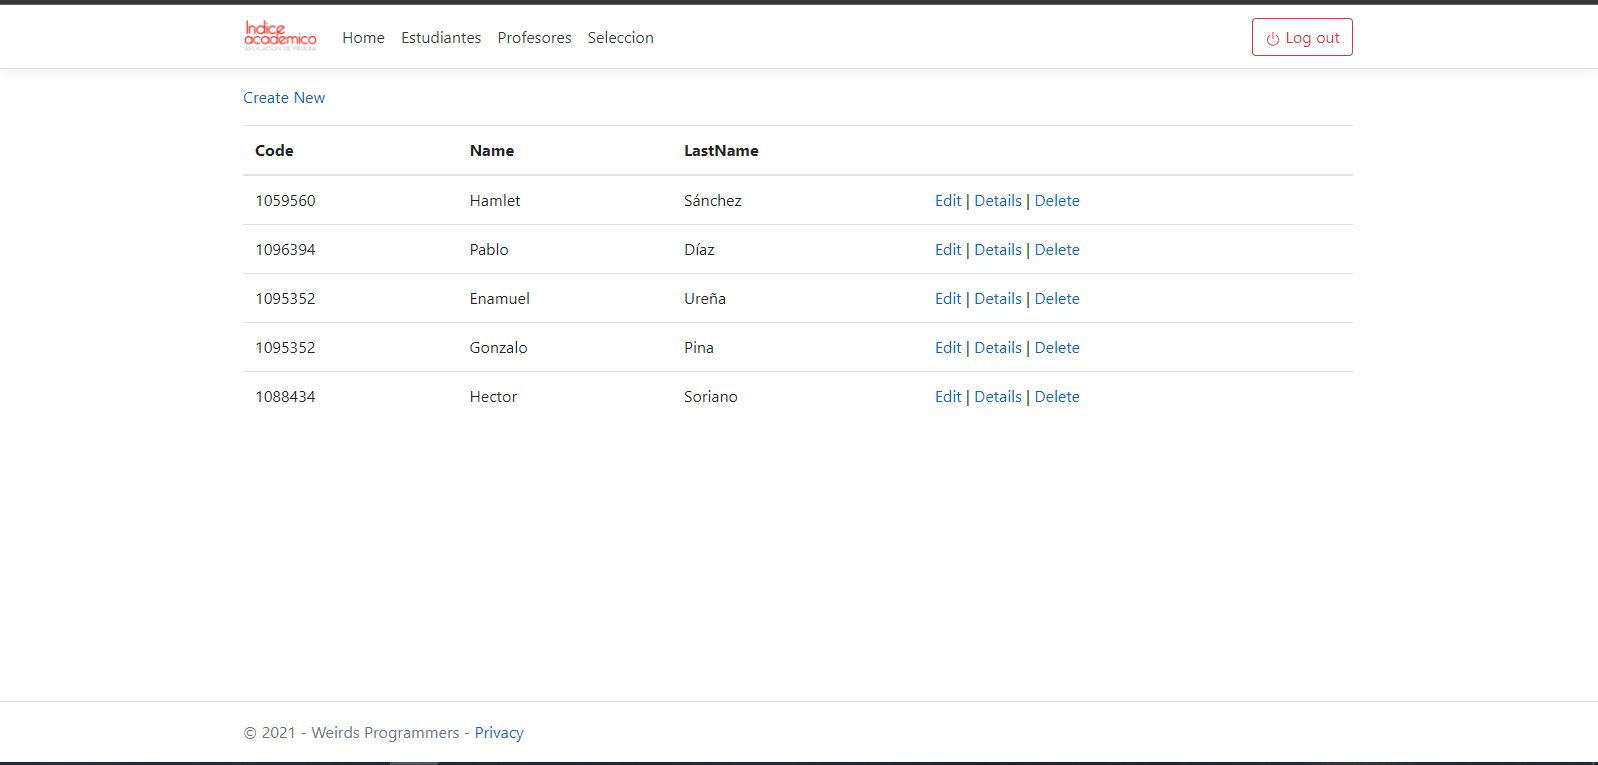 Indice
académico
APLICACIÓN DE PRUEBA
Home Estudiantes Profesores Seleccion Log out
Create New
Code Name LastName
1059560 Hamlet Sánchez Edit | Details | Delete
1096394 Pablo Díaz Edit | Details | Delete
1095352 Enamuel Ureña Edit | Details | Delete
1095352 Gonzalo Pina Edit | Details | Delete
1088434 Hector Soriano Edit | Details | Delete
© 2021 - Weirds Programmers - Privacy